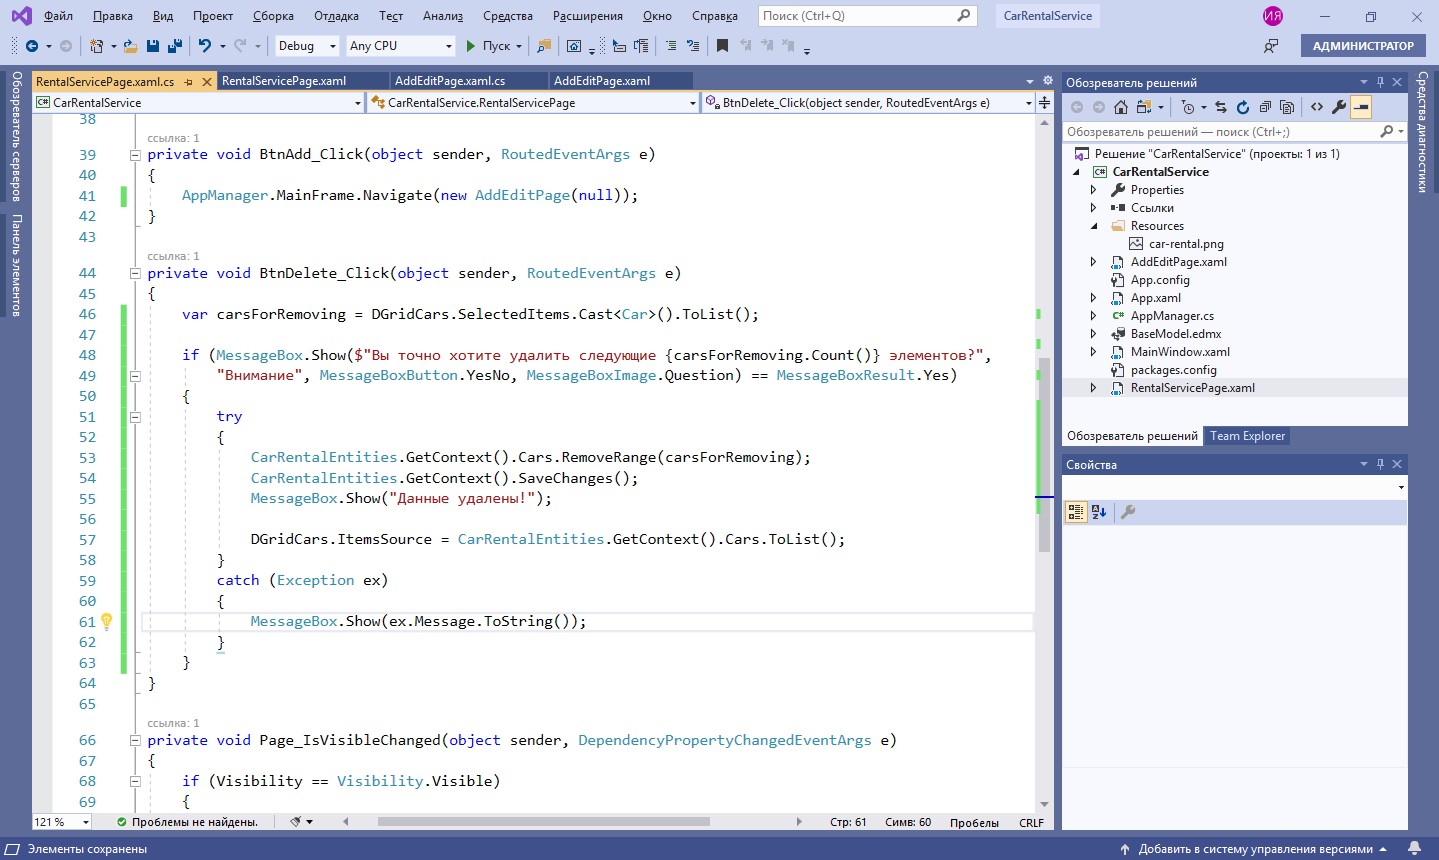 Файл Правка Вид Проект Сборка Отладка Тест Анализ Средства Расширения Окно Справка Поиск (Ctrl+Q) CarRentalService ИЯ
Debug Any CPU Пуск АДМИНИСТРАТОР
Обозреватель серверов
Панель элементов
RentalServicePage.xaml.cs RentalServicePage.xaml AddEditPage.xaml.cs AddEditPage.xaml
CarRentalService CarRentalService.RentalServicePage BtnDelete_Click(object sender, RoutedEventArgs e)
38
ссылка: 1
39 private void BtnAdd_Click(object sender, RoutedEventArgs e)
40 {
41 AppManager.MainFrame.Navigate(new AddEditPage(null));
42 }
43
ссылка: 1
44 private void BtnDelete_Click(object sender, RoutedEventArgs e)
45 {
46 var carsForRemoving = DGridCars.SelectedItems.Cast<Car>().ToList();
47
48 if (MessageBox.Show($"Вы точно хотите удалить следующие {carsForRemoving.Count()} элементов?",
49 "Внимание", MessageBoxButton.YesNo, MessageBoxImage.Question) == MessageBoxResult.Yes)
50 {
51 try
52 {
53 CarRentalEntities.GetContext().Cars.RemoveRange(carsForRemoving);
54 CarRentalEntities.GetContext().SaveChanges();
55 MessageBox.Show("Данные удалены!");
56
57 DGridCars.ItemsSource = CarRentalEntities.GetContext().Cars.ToList();
58 }
59 catch (Exception ex)
60 {
61 MessageBox.Show(ex.Message.ToString());
62 }
63 }
64 }
65
ссылка: 1
66 private void Page_IsVisibleChanged(object sender, DependencyPropertyChangedEventArgs e)
67 {
68 if (Visibility == Visibility.Visible)
69 {
121 % Проблемы не найдены. Стр: 61 Симв: 60 Пробелы CRLF
Обозреватель решений
Обозреватель решений — поиск (Ctrl+;)
Решение "CarRentalService" (проекты: 1 из 1)
CarRentalService
Properties
Ссылки
Resources
car-rental.png
AddEditPage.xaml
App.config
App.xaml
AppManager.cs
BaseModel.edmx
MainWindow.xaml
packages.config
RentalServicePage.xaml
Обозреватель решений Team Explorer
Свойства
Средства диагностики
Элементы сохранены Добавить в систему управления версиями